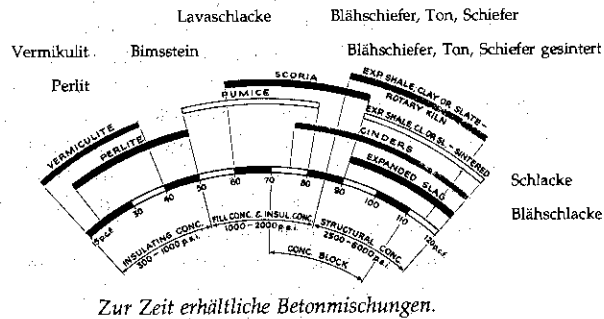 Lavaschlacke Blähschiefer, Ton, Schiefer
Vermikulit Bimsstein Blähschiefer, Ton, Schiefer gesintert
Perlit
SCORIA
EXP. SHALE, CLAY OR SLATE-
ROTARY KILN
PUMICE
EXP. SHALE, CL. OR SL.- SINTERED
VERMICULITE
PERLITE
CINDERS
EXPANDED SLAG
Schlacke
Blähschlacke
15 p.c.f. 30 40 50 60 70 80 90 100 110 120 p.c.f.
INSULATING CONC.
300-1000 p.s.i.
FILL CONC. & INSUL. CONC.
1000-2000 p.s.i.
STRUCTURAL CONC.
2500-6000 p.s.i.
CONC. BLOCK
Zur Zeit erhältliche Betonmischungen.